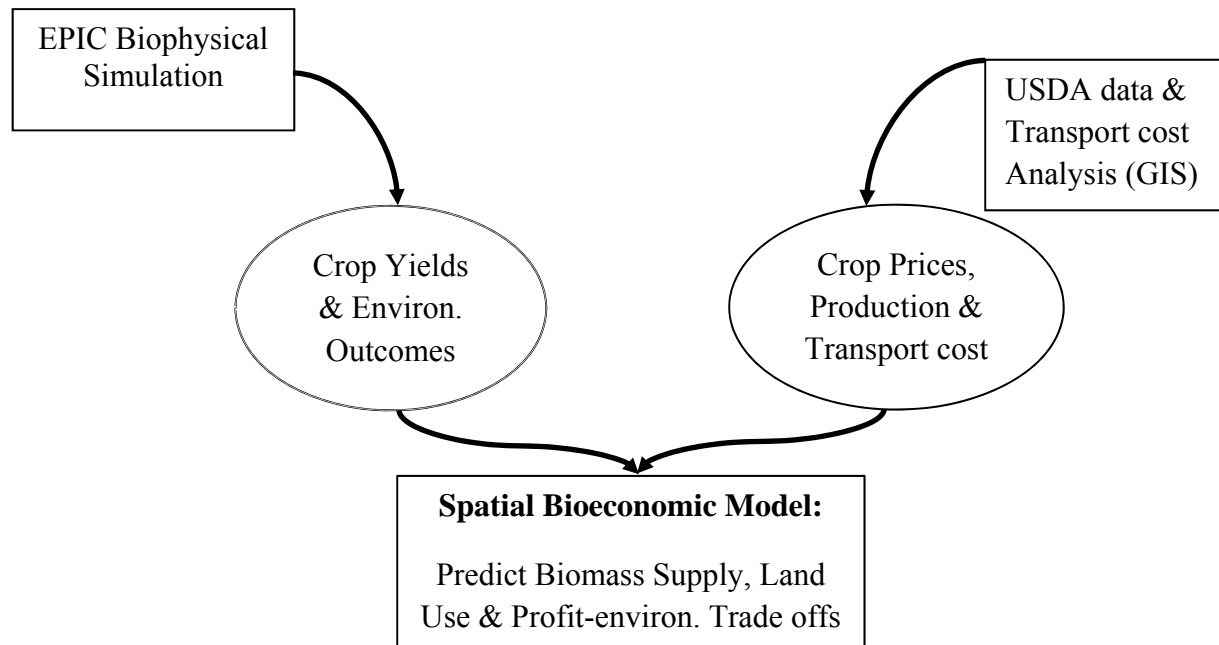 EPIC Biophysical
Simulation
USDA data &
Transport cost
Analysis (GIS)
Crop Yields
& Environ.
Outcomes
Crop Prices,
Production &
Transport cost
Spatial Bioeconomic Model:
Predict Biomass Supply, Land
Use & Profit-environ. Trade offs